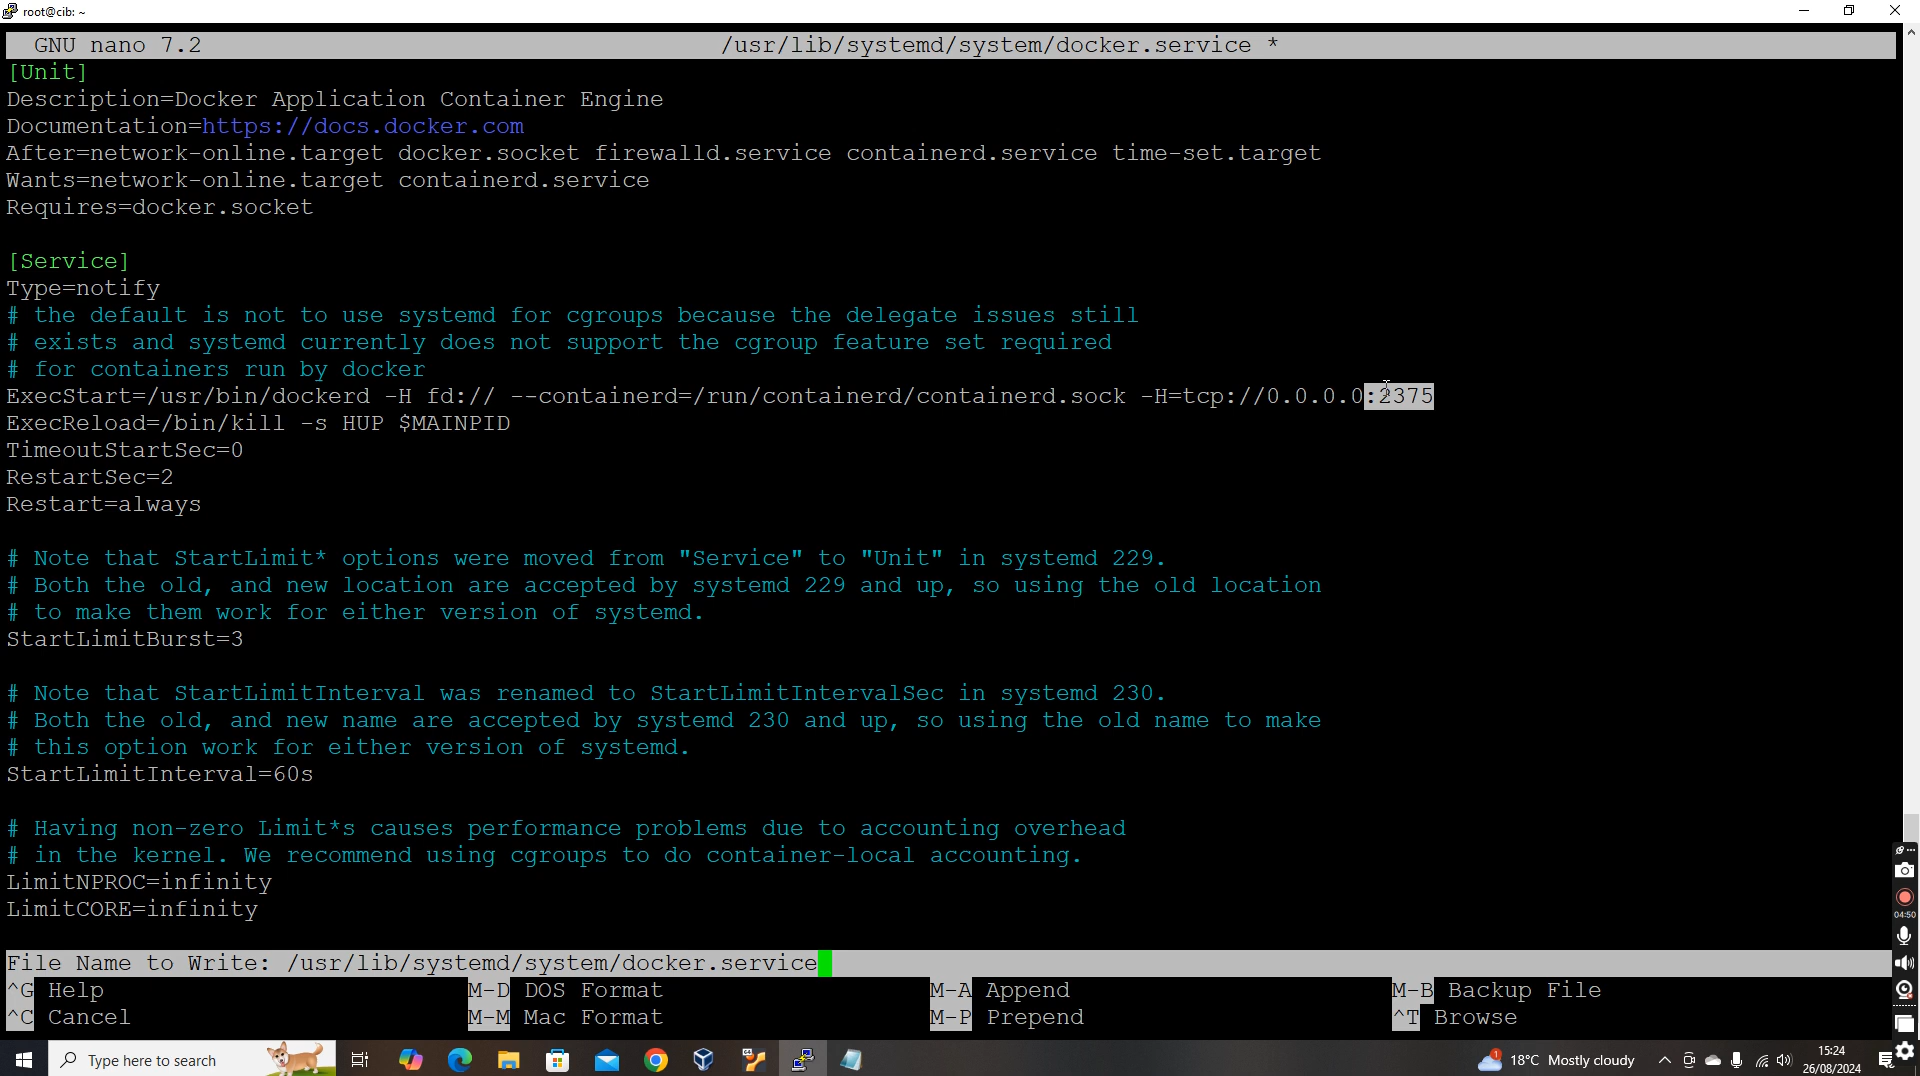 root@cib: ~
GNU nano 7.2 /usr/lib/systemd/system/docker.service *
[Unit]
Description=Docker Application Container Engine
Documentation=https://docs.docker.com
After=network-online.target docker.socket firewalld.service containerd.service time-set.target
Wants=network-online.target containerd.service
Requires=docker.socket
[Service]
Type=notify
# the default is not to use systemd for cgroups because the delegate issues still
# exists and systemd currently does not support the cgroup feature set required
# for containers run by docker
ExecStart=/usr/bin/dockerd -H fd:// --containerd=/run/containerd/containerd.sock -H=tcp://0.0.0.0:2375
ExecReload=/bin/kill -s HUP $MAINPID
TimeoutStartSec=0
RestartSec=2
Restart=always
# Note that StartLimit* options were moved from "Service" to "Unit" in systemd 229.
# Both the old, and new location are accepted by systemd 229 and up, so using the old location
# to make them work for either version of systemd.
StartLimitBurst=3
# Note that StartLimitInterval was renamed to StartLimitIntervalSec in systemd 230.
# Both the old, and new name are accepted by systemd 230 and up, so using the old name to make
# this option work for either version of systemd.
StartLimitInterval=60s
# Having non-zero Limit*s causes performance problems due to accounting overhead
# in the kernel. We recommend using cgroups to do container-local accounting.
LimitNPROC=infinity
LimitCORE=infinity
File Name to Write: /usr/lib/systemd/system/docker.service
^G Help M-D DOS Format M-A Append M-B Backup File
^C Cancel M-M Mac Format M-P Prepend ^T Browse
04:50
Type here to search
1
18°C Mostly cloudy
15:24
26/08/2024